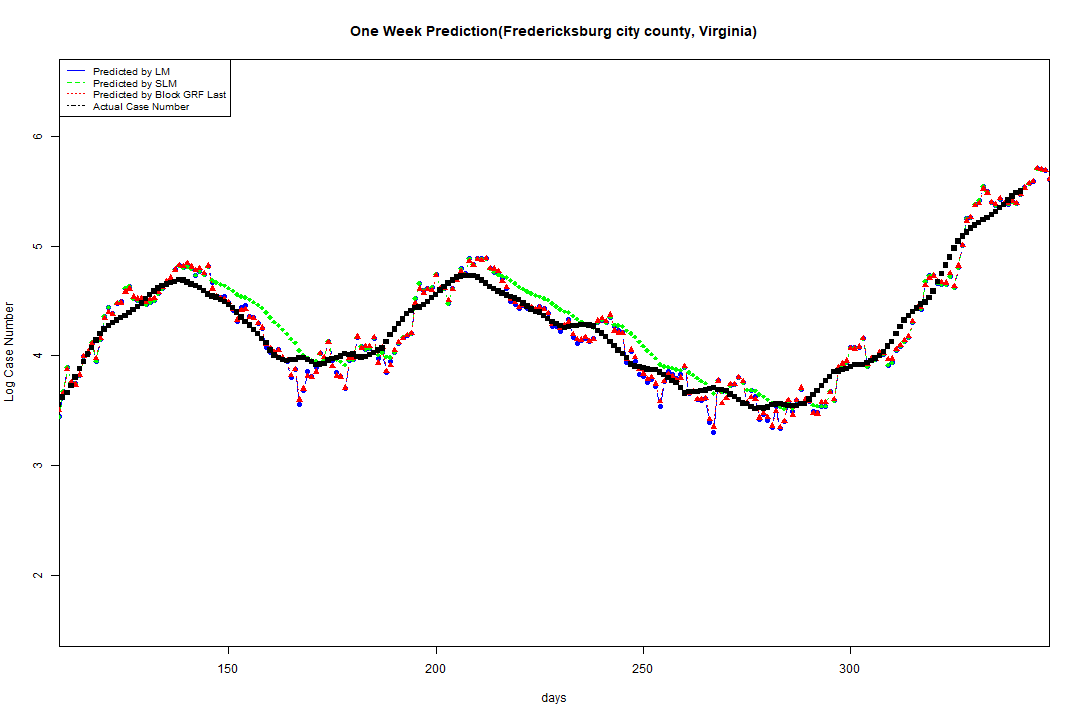 One Week Prediction(Fredericksburg city county, Virginia)
Predicted by LM
Predicted by SLM
Predicted by Block GRF Last
Actual Case Number
Log Case Number
6
5
4
3
2
150 200 250 300
days